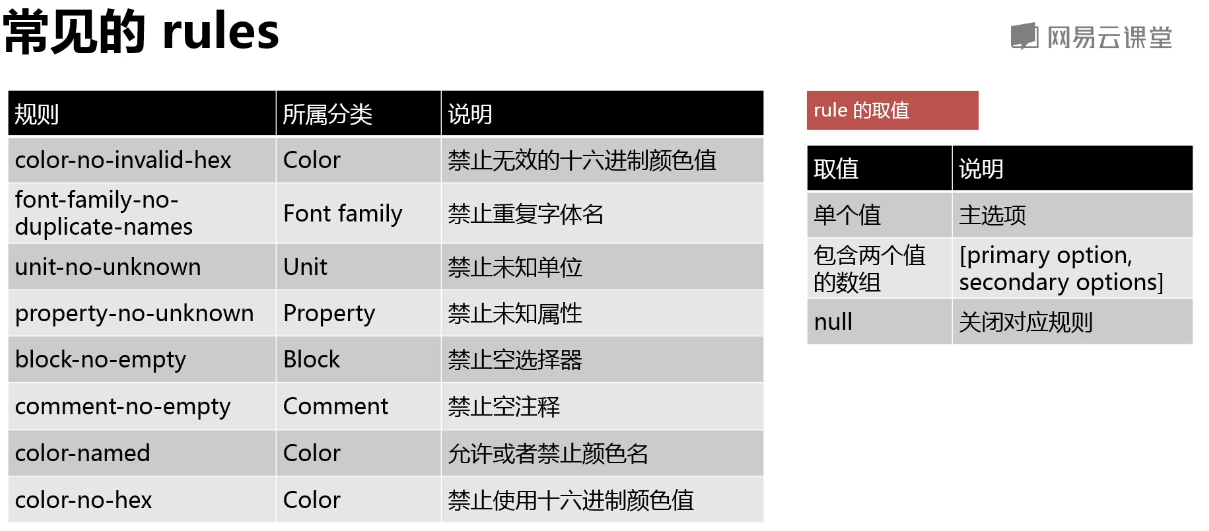 常见的 rules
网易云课堂
规则 所属分类 说明
color-no-invalid-hex Color 禁止无效的十六进制颜色值
font-family-no-
duplicate-names Font family 禁止重复字体名
unit-no-unknown Unit 禁止未知单位
property-no-unknown Property 禁止未知属性
block-no-empty Block 禁止空选择器
comment-no-empty Comment 禁止空注释
color-named Color 允许或者禁止颜色名
color-no-hex Color 禁止使用十六进制颜色值
rule 的取值
取值 说明
单个值 主选项
包含两个值 [primary option,
的数组 secondary options]
null 关闭对应规则